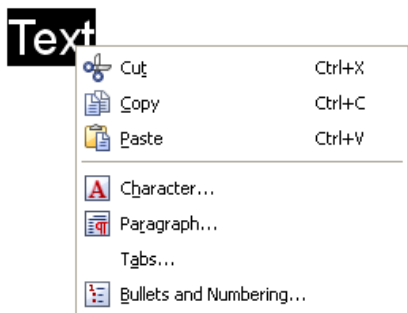 Text
Cut Ctrl+X
Copy Ctrl+C
Paste Ctrl+V
Character...
Paragraph...
Tabs...
Bullets and Numbering...